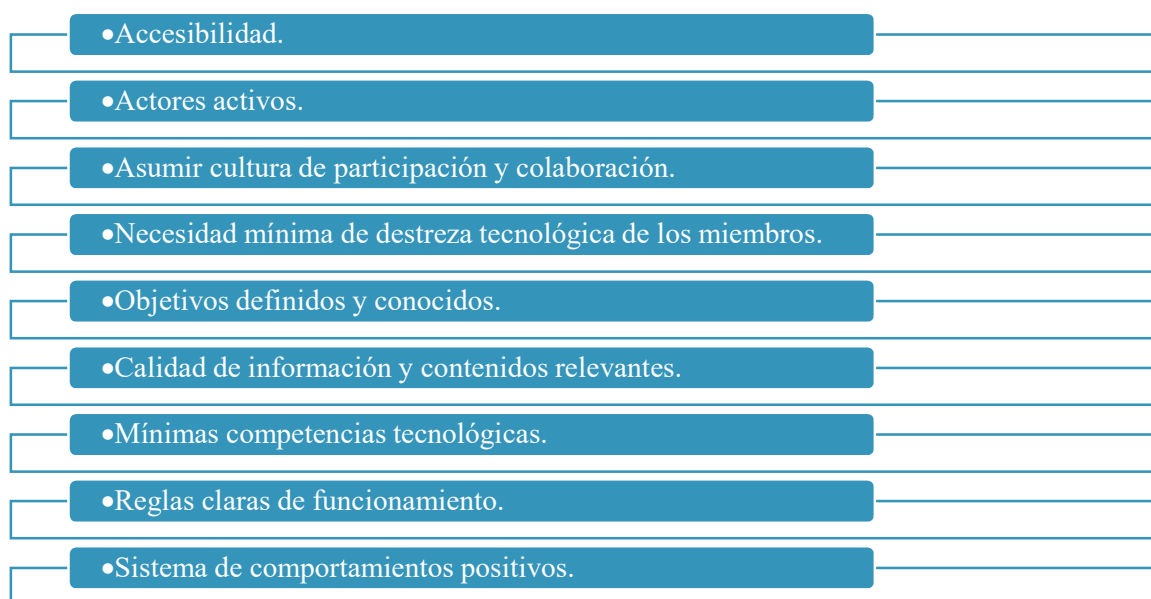 •Accesibilidad.
•Actores activos.
•Asumir cultura de participación y colaboración.
•Necesidad mínima de destreza tecnológica de los miembros.
•Objetivos definidos y conocidos.
•Calidad de información y contenidos relevantes.
•Mínimas competencias tecnológicas.
•Reglas claras de funcionamiento.
•Sistema de comportamientos positivos.